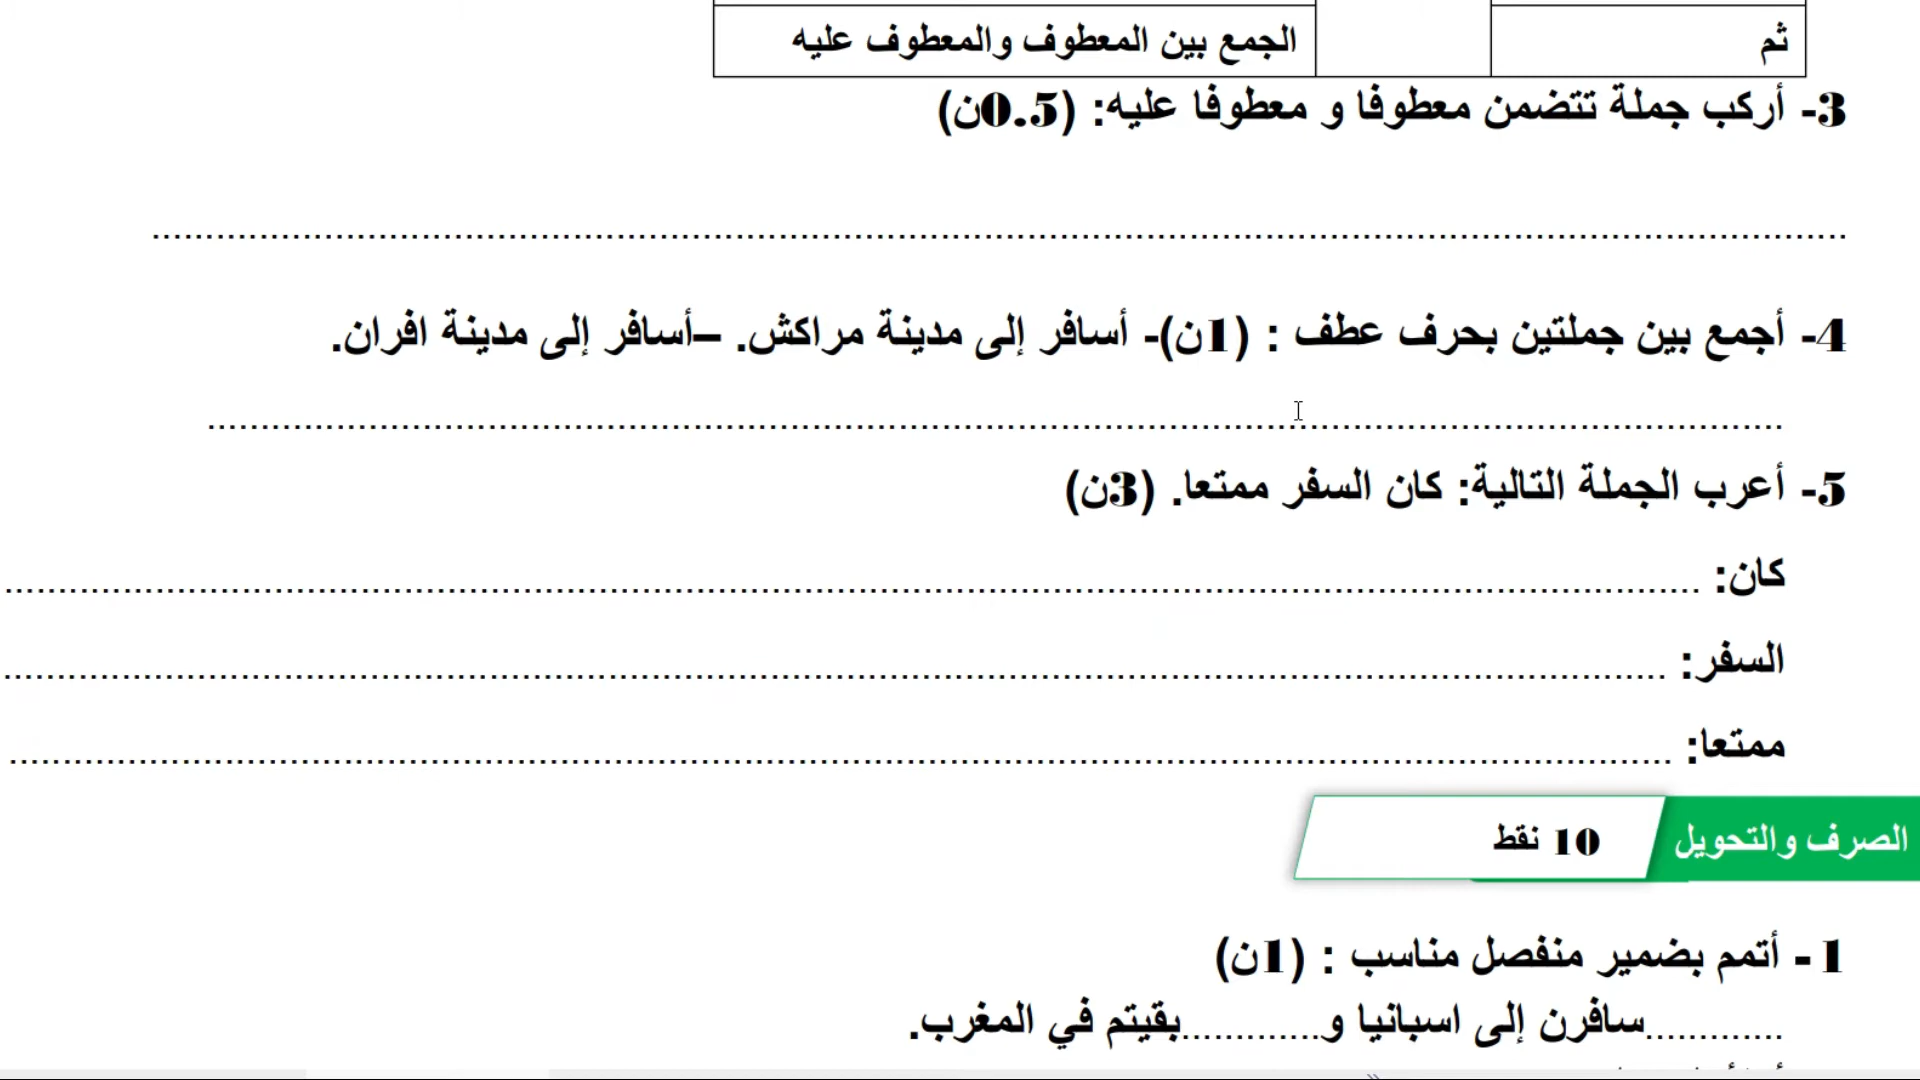 ثم الجمع بين المعطوف والمعطوف عليه
3- أركب جملة تتضمن معطوفا و معطوفا عليه: (0.5ن)
................................................................
4- أجمع بين جملتين بحرف عطف : (1ن)- أسافر إلى مدينة مراكش. –أسافر إلى مدينة افران.
................................................................
5- أعرب الجملة التالية: كان السفر ممتعا. (3ن)
كان: ................................................................
السفر: ................................................................
ممتعا: ................................................................
الصرف والتحويل 10 نقط
1- أتمم بضمير منفصل مناسب : (1ن)
.............سافرن إلى اسبانيا و.............بقيتم في المغرب.